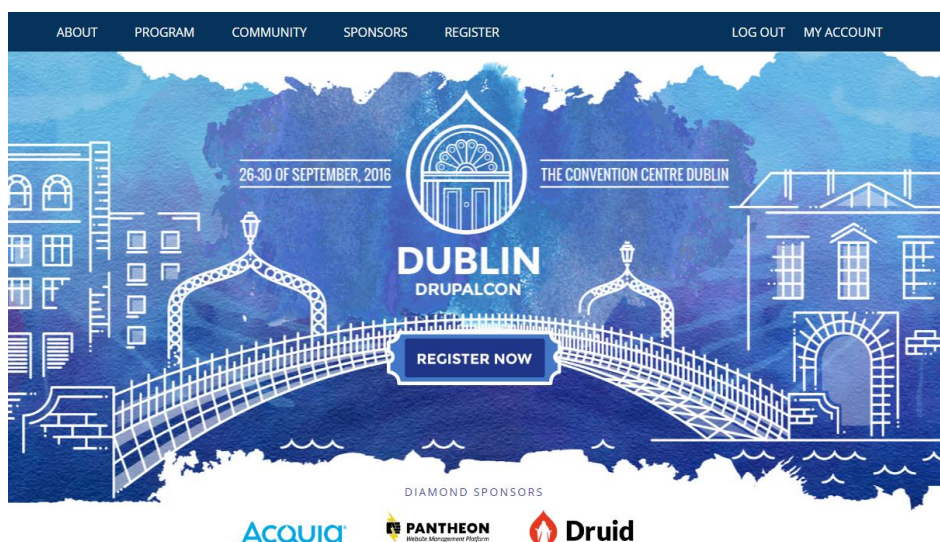 ABOUT PROGRAM COMMUNITY SPONSORS REGISTER LOG OUT MY ACCOUNT
26-30 OF SEPTEMBER, 2016
THE CONVENTION CENTRE DUBLIN
DUBLIN
DRUPALCON
REGISTER NOW
DIAMOND SPONSORS
ACQUIA
PANTHEON
Website Management Platform
Druid